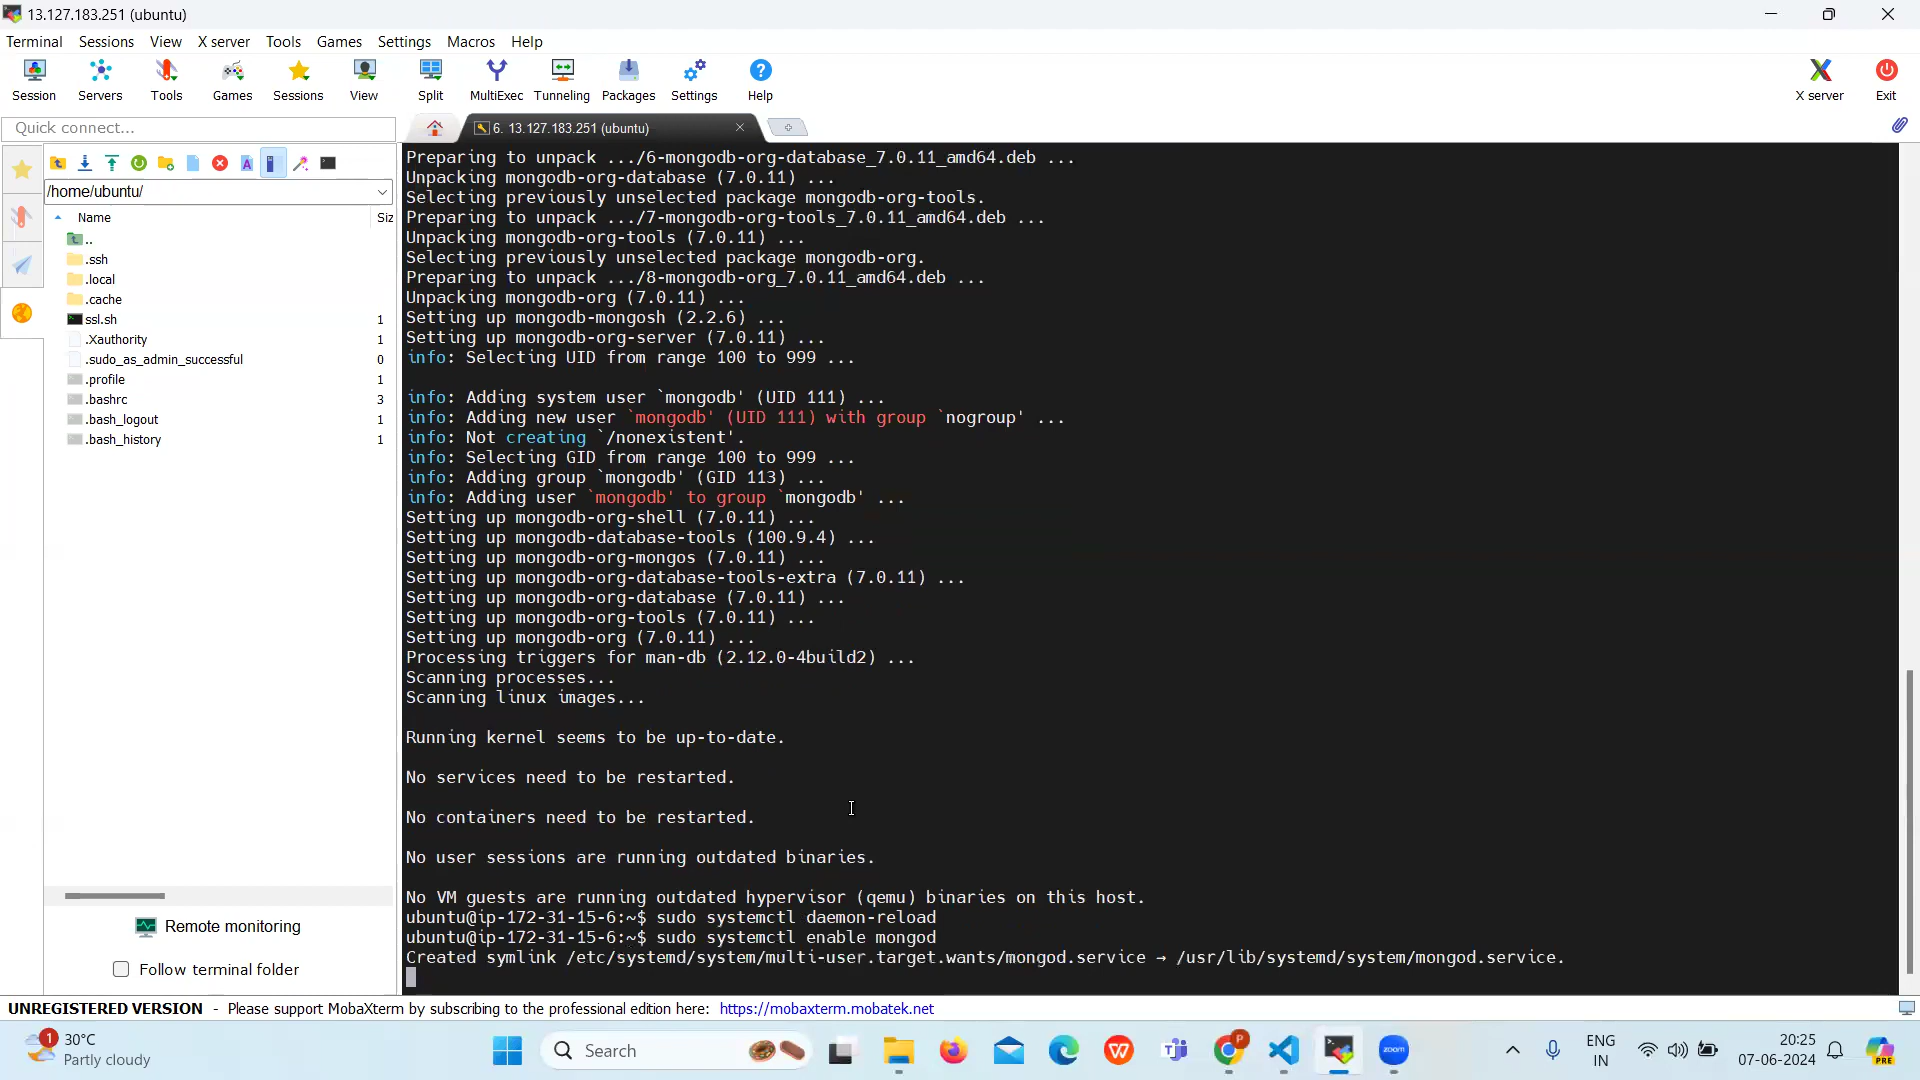 13.127.183.251 (ubuntu)
Terminal Sessions View X server Tools Games Settings Macros Help
Session Servers Tools Games Sessions View Split MultiExec Tunneling Packages Settings Help X server Exit
Quick connect...
6. 13.127.183.251 (ubuntu)
/home/ubuntu/
Name Siz
..
.ssh
.local
.cache
ssl.sh 1
.Xauthority 1
.sudo_as_admin_successful 0
.profile 1
.bashrc 3
.bash_logout 1
.bash_history 1
Remote monitoring
Follow terminal folder
Preparing to unpack .../6-mongodb-org-database_7.0.11_amd64.deb ...
Unpacking mongodb-org-database (7.0.11) ...
Selecting previously unselected package mongodb-org-tools.
Preparing to unpack .../7-mongodb-org-tools_7.0.11_amd64.deb ...
Unpacking mongodb-org-tools (7.0.11) ...
Selecting previously unselected package mongodb-org.
Preparing to unpack .../8-mongodb-org_7.0.11_amd64.deb ...
Unpacking mongodb-org (7.0.11) ...
Setting up mongodb-mongosh (2.2.6) ...
Setting up mongodb-org-server (7.0.11) ...
info: Selecting UID from range 100 to 999 ...
info: Adding system user `mongodb' (UID 111) ...
info: Adding new user `mongodb' (UID 111) with group `nogroup' ...
info: Not creating `/nonexistent'.
info: Selecting GID from range 100 to 999 ...
info: Adding group `mongodb' (GID 113) ...
info: Adding user `mongodb' to group `mongodb' ...
Setting up mongodb-org-shell (7.0.11) ...
Setting up mongodb-database-tools (100.9.4) ...
Setting up mongodb-org-mongos (7.0.11) ...
Setting up mongodb-org-database-tools-extra (7.0.11) ...
Setting up mongodb-org-database (7.0.11) ...
Setting up mongodb-org-tools (7.0.11) ...
Setting up mongodb-org (7.0.11) ...
Processing triggers for man-db (2.12.0-4build2) ...
Scanning processes...
Scanning linux images...
Running kernel seems to be up-to-date.
No services need to be restarted.
No containers need to be restarted.
No user sessions are running outdated binaries.
No VM guests are running outdated hypervisor (qemu) binaries on this host.
ubuntu@ip-172-31-15-6:~$ sudo systemctl daemon-reload
ubuntu@ip-172-31-15-6:~$ sudo systemctl enable mongod
Created symlink /etc/systemd/system/multi-user.target.wants/mongod.service → /usr/lib/systemd/system/mongod.service.
UNREGISTERED VERSION - Please support MobaXterm by subscribing to the professional edition here: https://mobaxterm.mobatek.net
1
30°C
Partly cloudy
Search
zoom
ENG
IN
20:25
07-06-2024
PRE